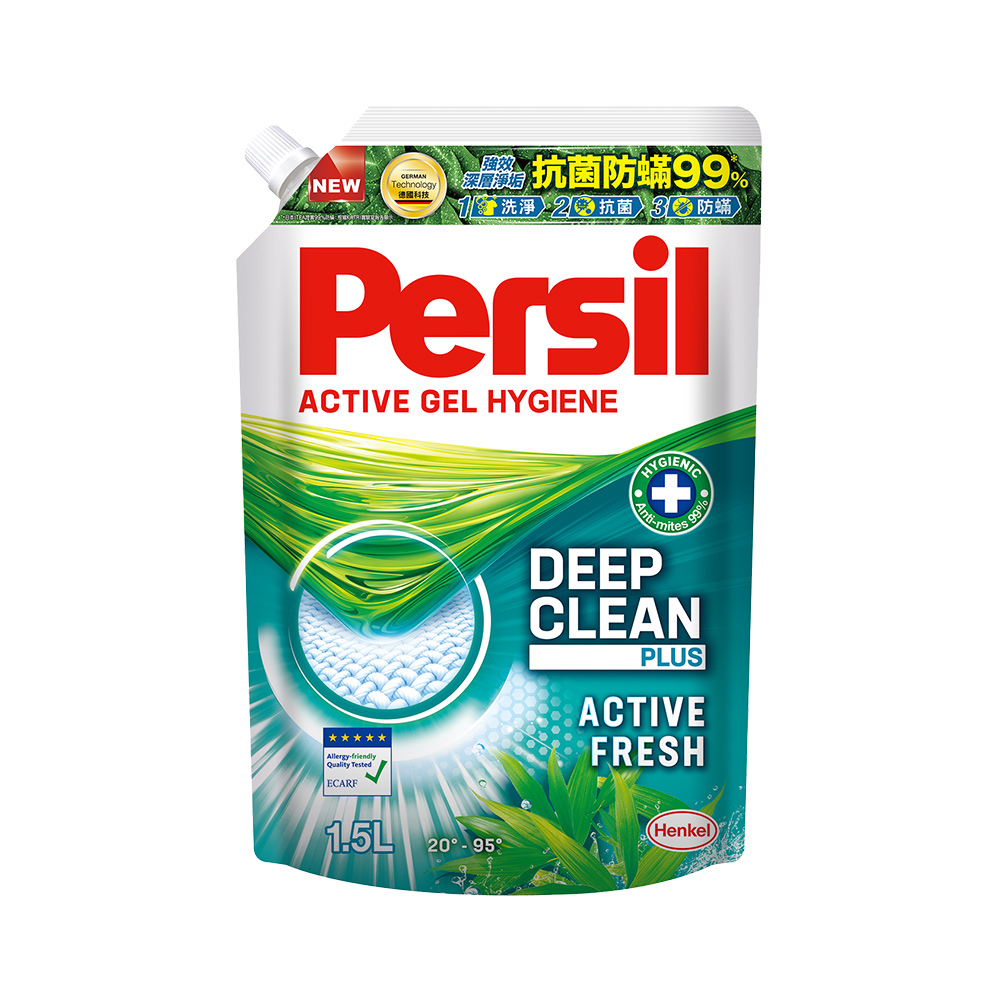 NEW
GERMAN
Technology
德國科技
強效
深層淨垢
抗菌防蟎99%*
1 洗淨 2 抗菌 3 防蟎
Persil
ACTIVE GEL HYGIENE
HYGIENIC
Anti-mites 99%
DEEP
CLEAN
PLUS
ACTIVE
FRESH
Allergy-friendly
Quality Tested
ECARF
1.5L
20° - 95°
Henkel